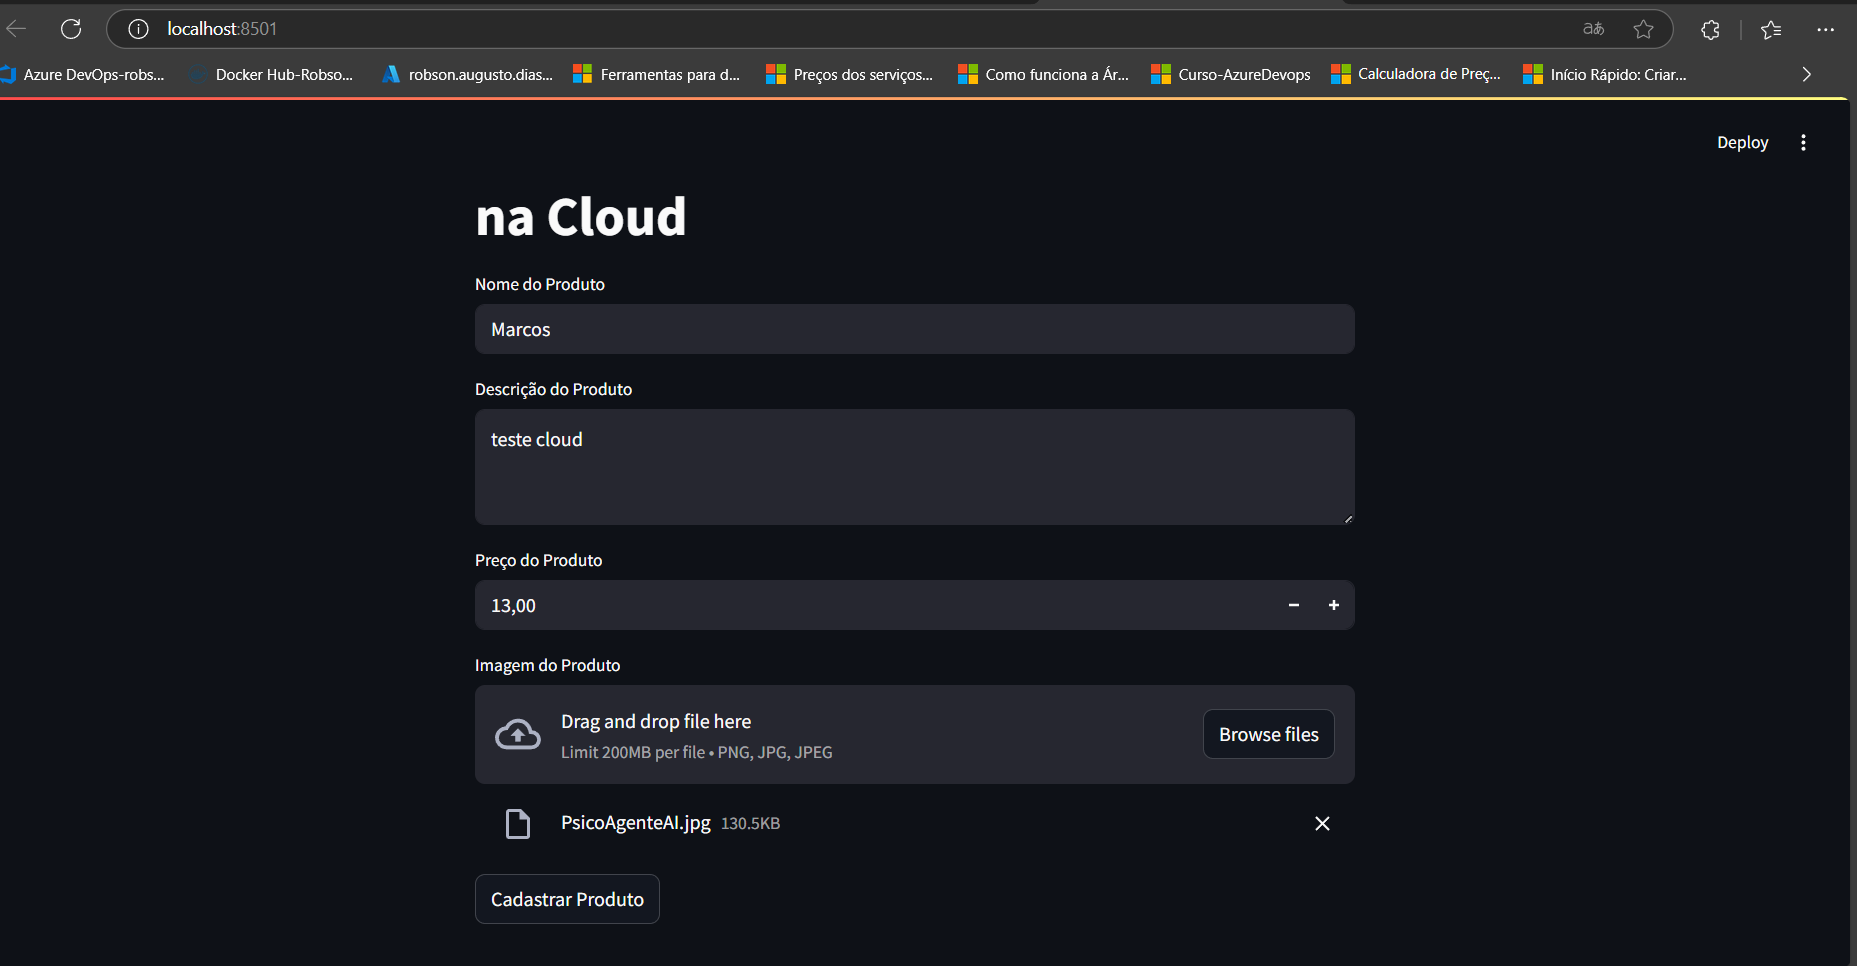 localhost:8501
aあ
Azure DevOps-robs... Docker Hub-Robso... robson.augusto.dias... Ferramentas para d... Preços dos serviços... Como funciona a Ár... Curso-AzureDevops Calculadora de Preç... Início Rápido: Criar...
Deploy
na Cloud
Nome do Produto
Marcos
Descrição do Produto
teste cloud
Preço do Produto
13,00
Imagem do Produto
Drag and drop file here
Limit 200MB per file • PNG, JPG, JPEG
Browse files
PsicoAgenteAI.jpg 130.5KB
Cadastrar Produto